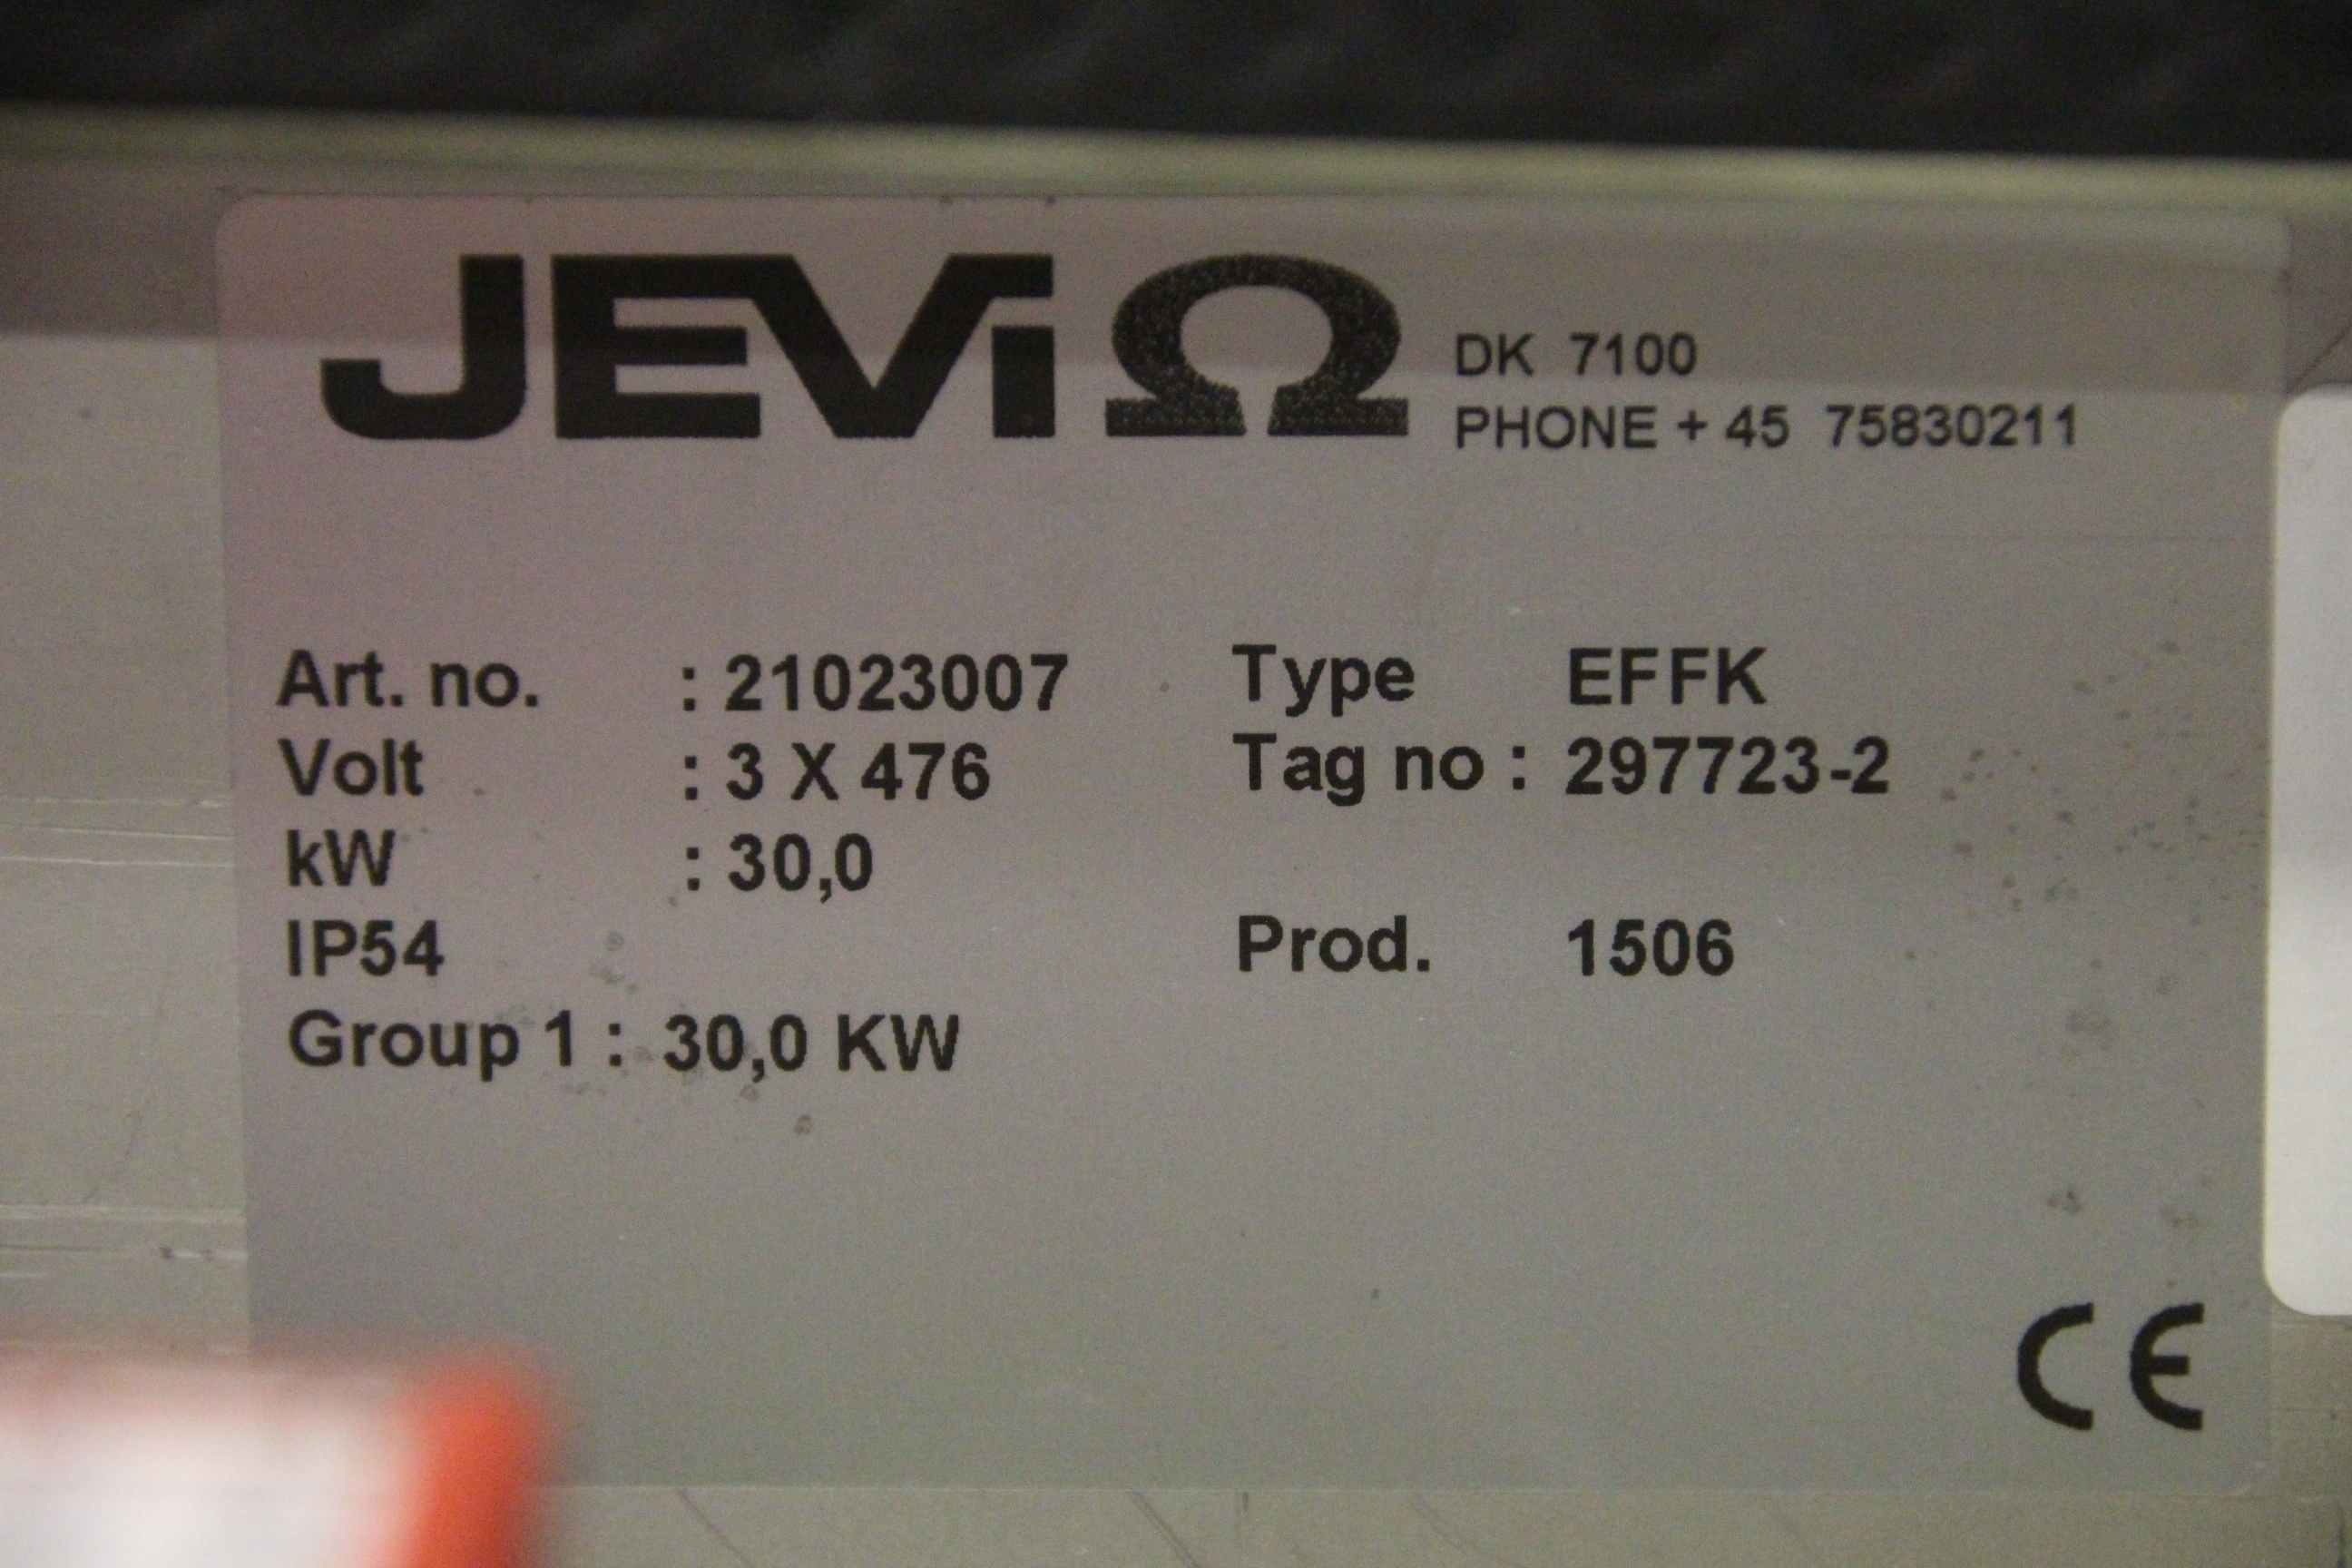 JEVi Ω
DK 7100
PHONE + 45 75830211
Art. no. : 21023007 Type EFFK
Volt : 3 X 476 Tag no : 297723-2
kW : 30,0
IP54 Prod. 1506
Group 1 : 30,0 KW
CE